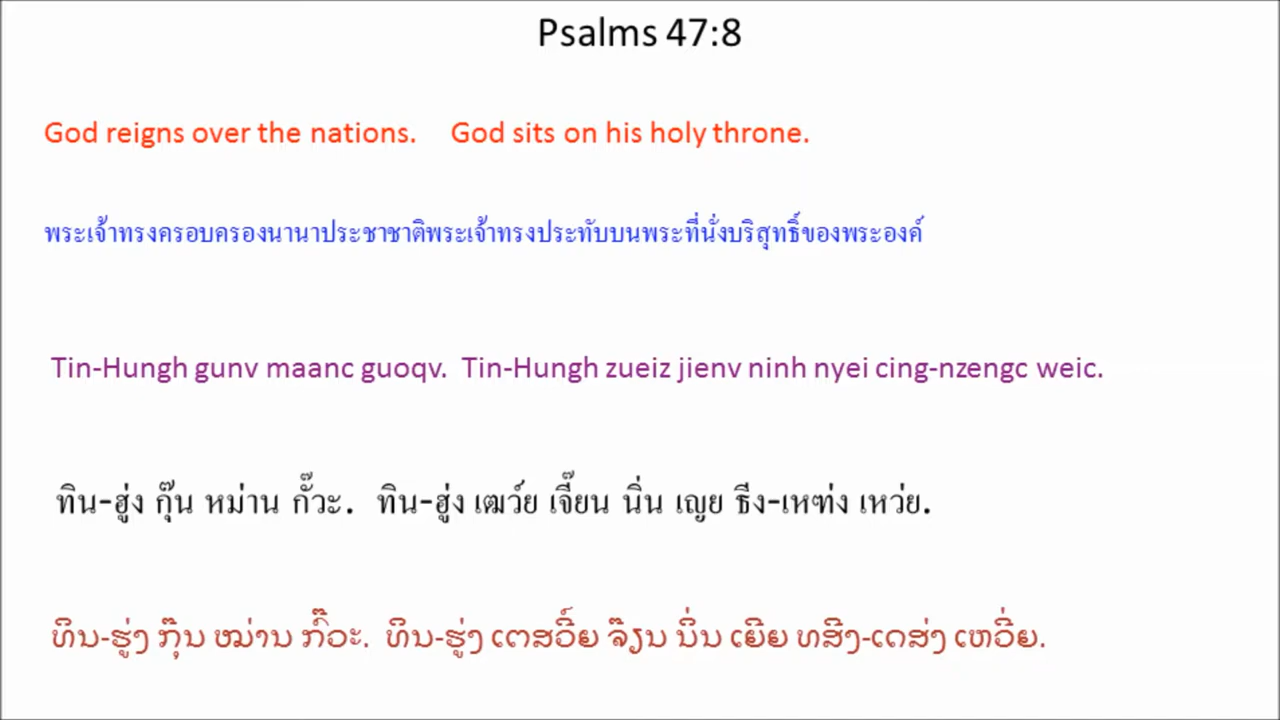 Psalms 47:8
God reigns over the nations. God sits on his holy throne.
พระเจ้าทรงครอบครองนานาประชาชาติพระเจ้าทรงประทับบนพระที่นั่งบริสุทธิ์ของพระองค์
Tin-Hungh gunv maanc guoqv. Tin-Hungh zueiz jienv ninh nyei cing-nzengc weic.
ทิน-ฮู่ง กุ๊น หม่าน กั๊วะ. ทิน-ฮู่ง เฒว์ย เจี๊ยน นิ่น เญย ธีง-เหฑ่ง เหว่ย.
ທິນ-ຮູ່ງ ກຸ໊ນ ໝ່ານ ກົ໊ວະ. ທິນ-ຮູ່ງ ເຕສວີ໌ຍ ຈ໊ຽນ ນິ່ນ ເຍີຍ ທສີງ-ເດສ່ງ ເຫວີ່ຍ.